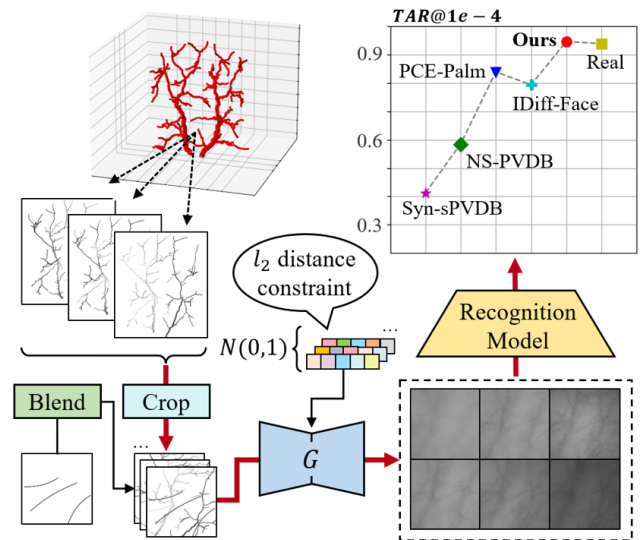 TAR@1e − 4
0.9
0.6
0.3
Ours
Real
PCE-Palm
IDiff-Face
NS-PVDB
Syn-sPVDB
l₂ distance
constraint
...
N(0,1)
Recognition
Model
Blend
Crop
...
G